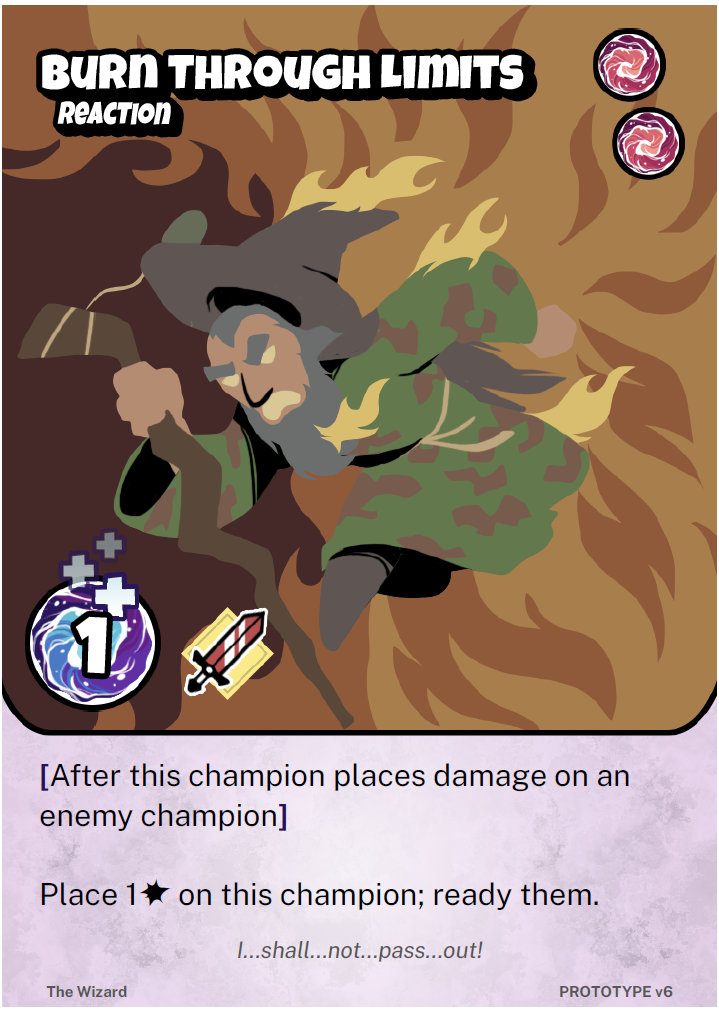 BURN THROUGH LIMITS
REACTION
1
[After this champion places damage on an
enemy champion]
Place 1✸ on this champion; ready them.
I...shall...not...pass...out!
The Wizard
PROTOTYPE v6